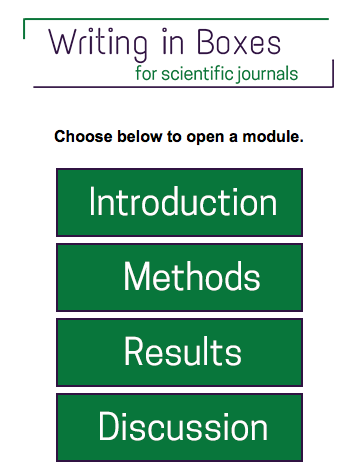 Writing in Boxes
for scientific journals
Choose below to open a module.
Introduction
Methods
Results
Discussion